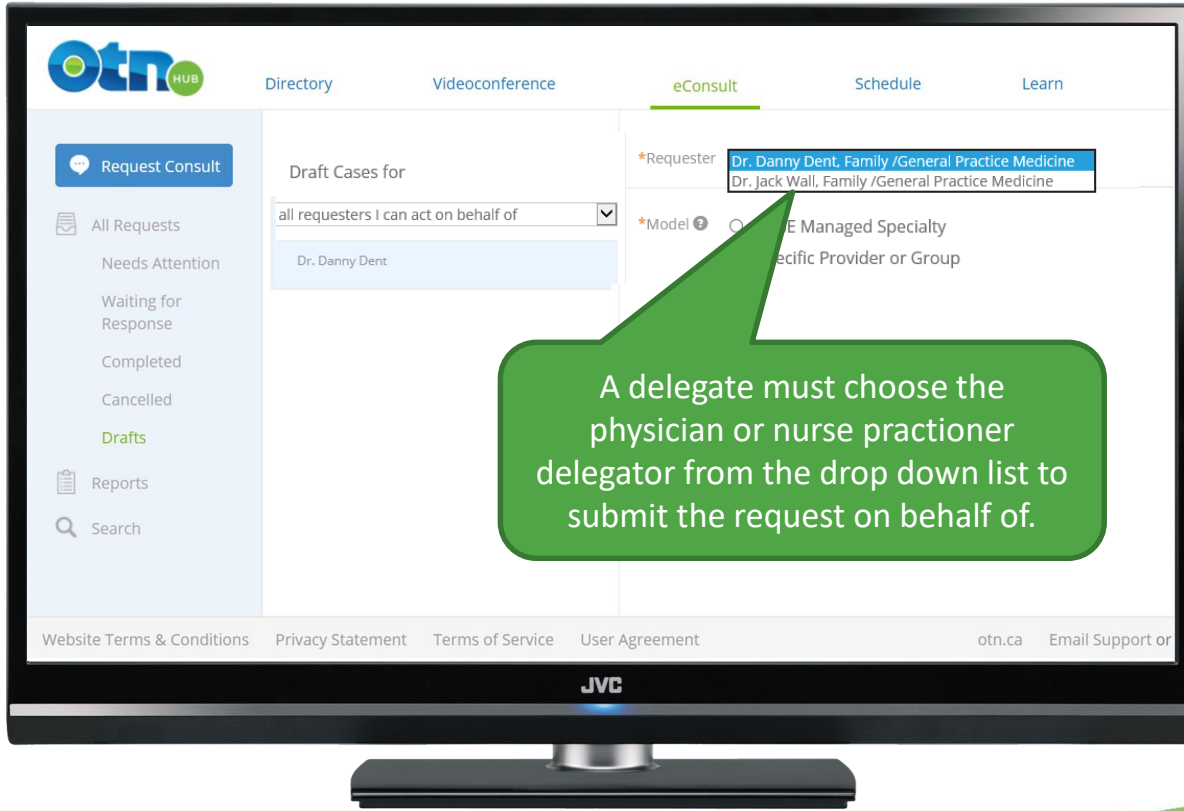 otn HUB
Directory
Videoconference
eConsult
Schedule
Learn
Request Consult
All Requests
Needs Attention
Waiting for
Response
Completed
Cancelled
Drafts
Reports
Search
Draft Cases for
all requesters I can act on behalf of
Dr. Danny Dent
*Requester
Dr. Danny Dent, Family /General Practice Medicine
Dr. Jack Wall, Family /General Practice Medicine
*Model ?
Managed Specialty
Provider or Group
A delegate must choose the
physician or nurse practioner
delegator from the drop down list to
submit the request on behalf of.
Website Terms & Conditions
Privacy Statement
Terms of Service
User Agreement
otn.ca
Email Support or
JVC